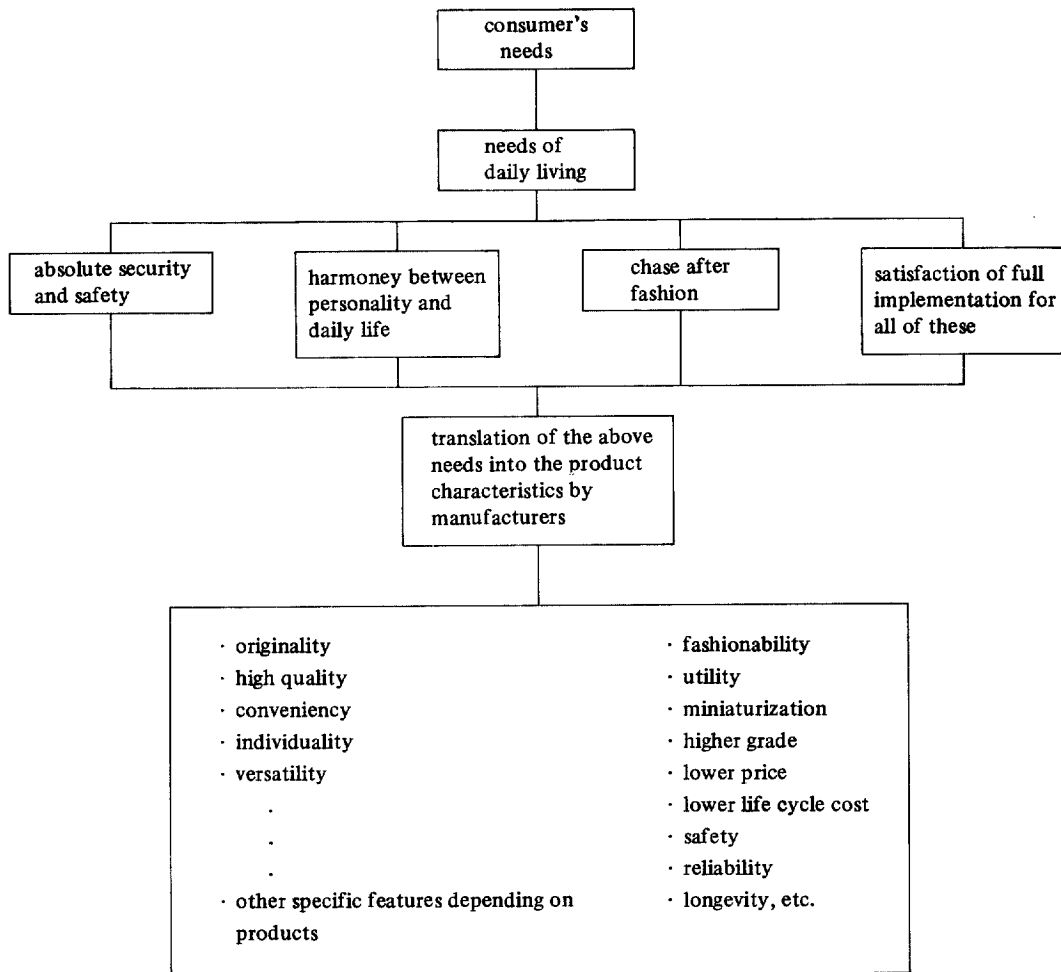 consumer's
needs
needs of
daily living
absolute security
and safety
harmoney between
personality and
daily life
chase after
fashion
satisfaction of full
implementation for
all of these
translation of the above
needs into the product
characteristics by
manufacturers
· originality
· high quality
· conveniency
· individuality
· versatility
.
.
.
· other specific features depending on
products
· fashionability
· utility
· miniaturization
· higher grade
· lower price
· lower life cycle cost
· safety
· reliability
· longevity, etc.